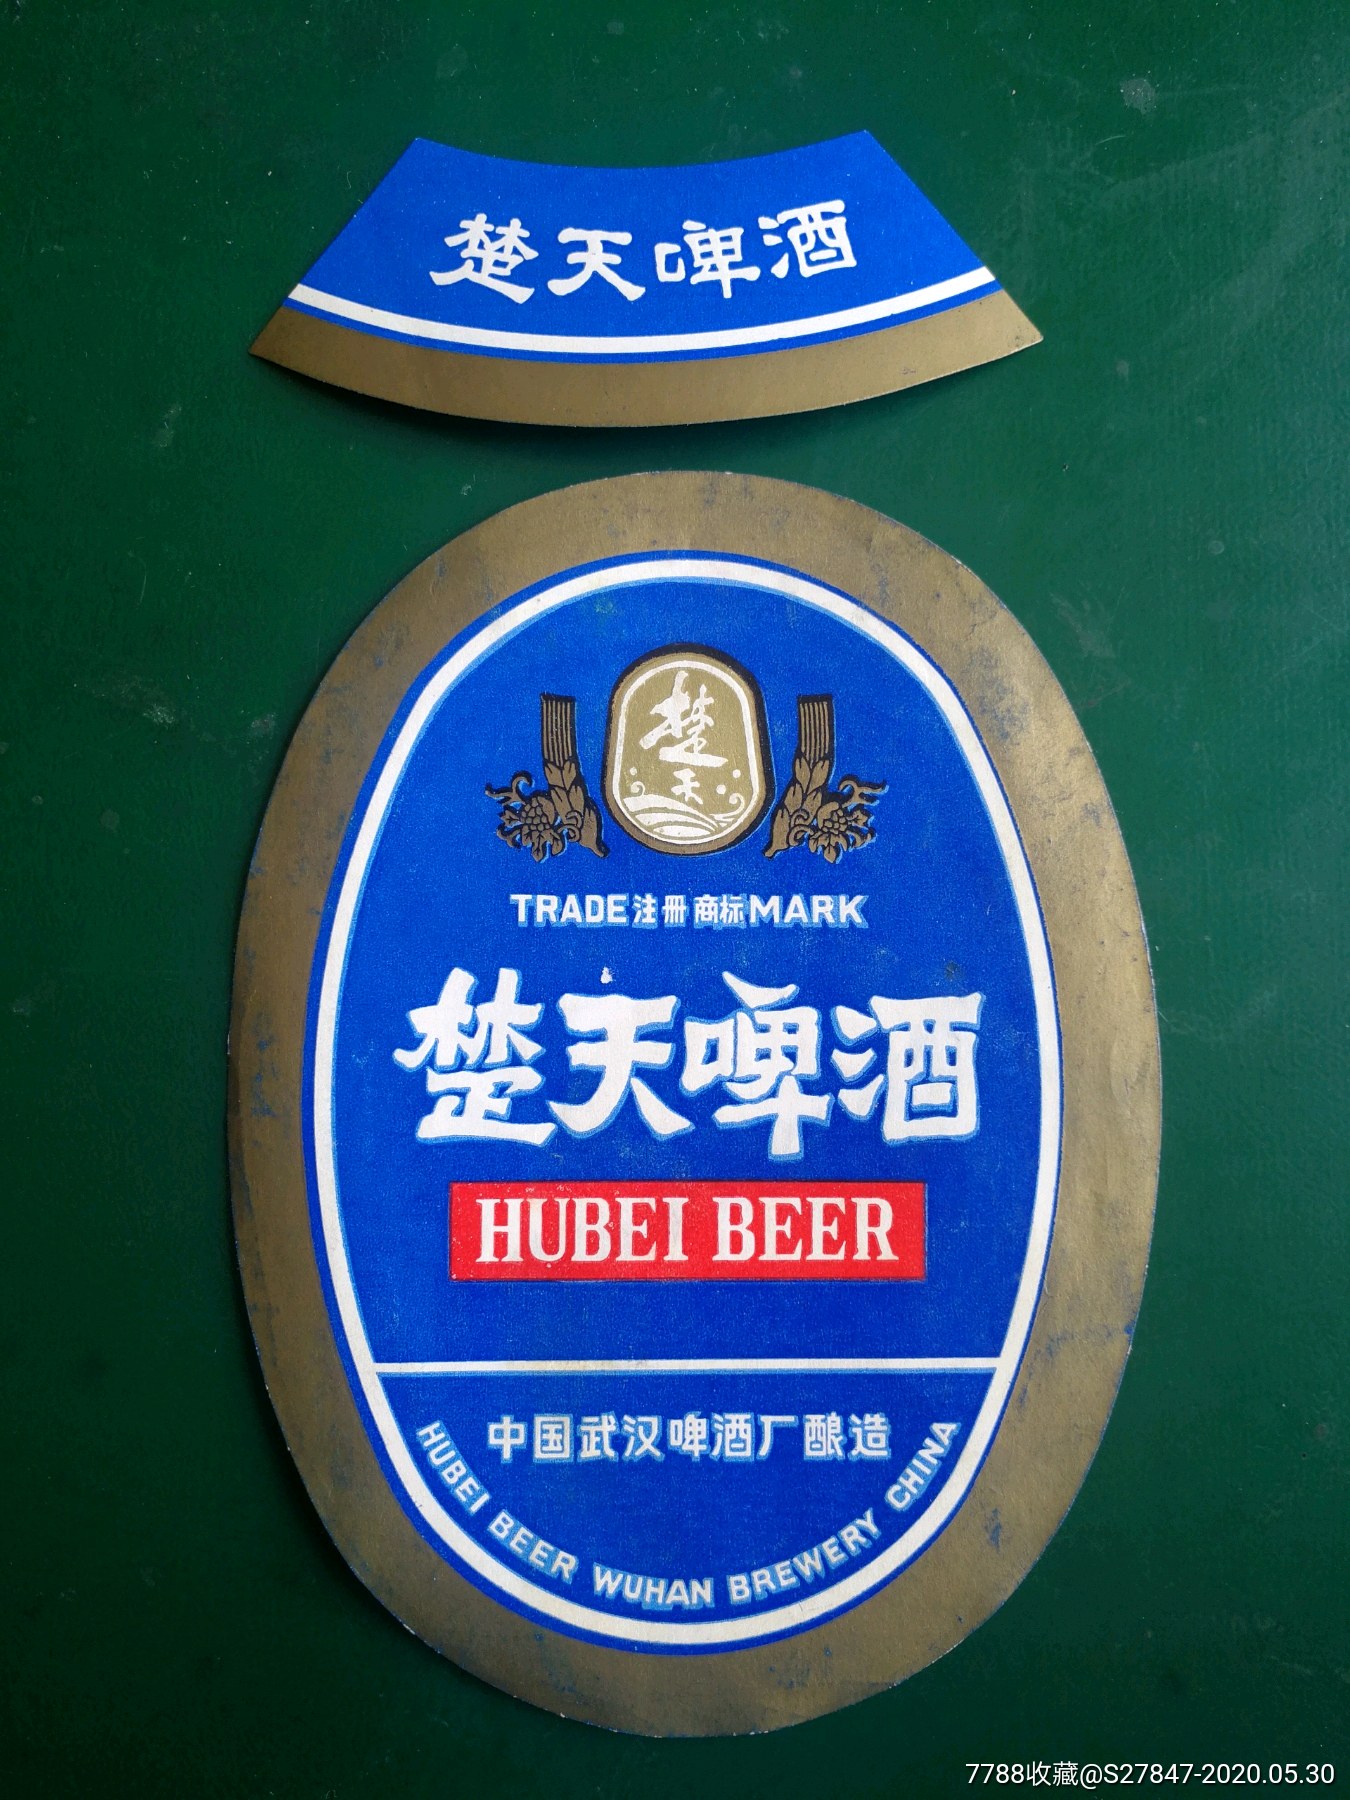 楚天啤酒
楚天
TRADE注册商标MARK
楚天啤酒
HUBEI BEER
中国武汉啤酒厂酿造
HUBEI BEER WUHAN BREWERY CHINA
7788收藏@S27847-2020.05.30